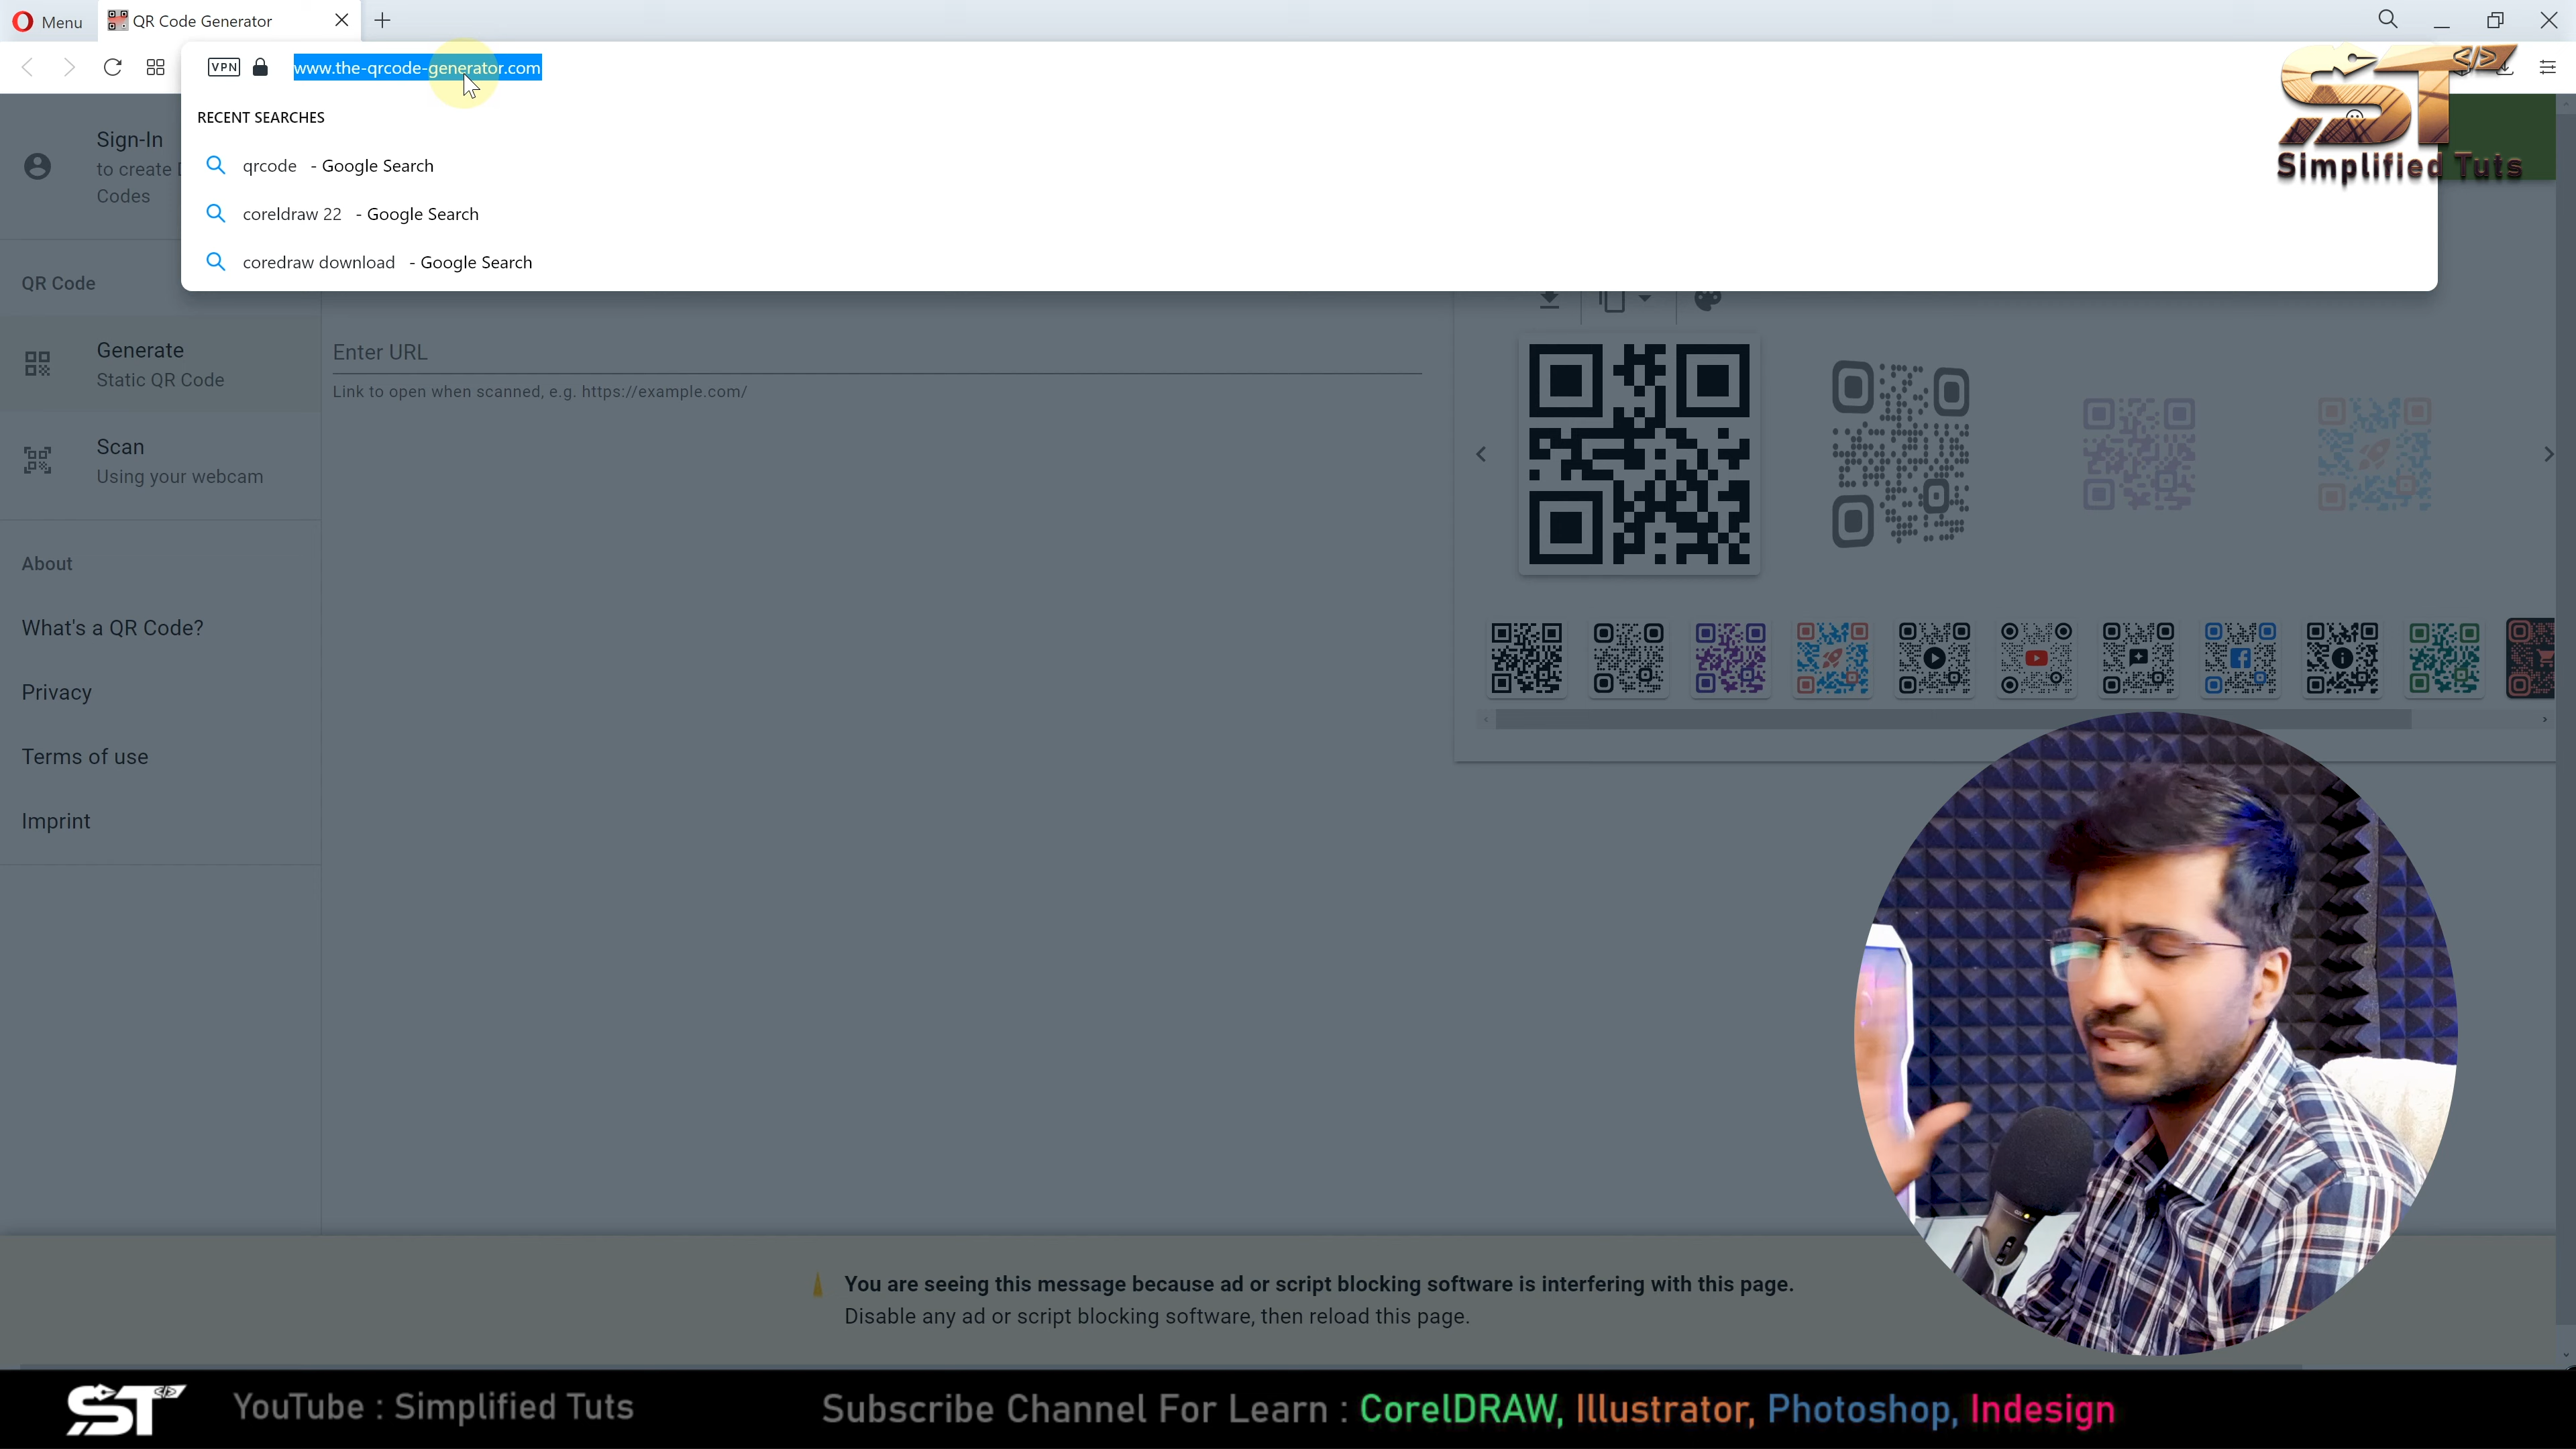 Menu
QR Code Generator
VPN
www.the-qrcode-generator.com
RECENT SEARCHES
qrcode - Google Search
coreldraw 22 - Google Search
coredraw download - Google Search
ST
Simplified Tuts
Sign-In
to create
Codes
QR Code
Generate
Static QR Code
Scan
Using your webcam
About
What's a QR Code?
Privacy
Terms of use
Imprint
Enter URL
Link to open when scanned, e.g. https://example.com/
You are seeing this message because ad or script blocking software is interfering with this page.
Disable any ad or script blocking software, then reload this page.
ST
YouTube : Simplified Tuts
Subscribe Channel For Learn : CorelDRAW, Illustrator, Photoshop, Indesign